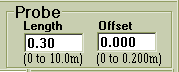 Probe
Length Offset
0.30 0.000
(0 to 10.0m) (0 to 0.200m)